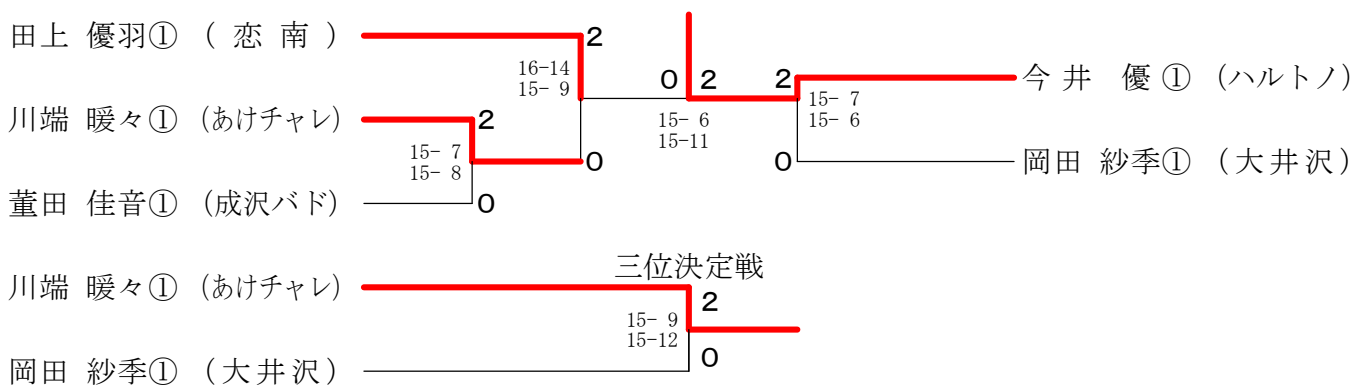 田上 優羽① (恋南)
2
16-14
15- 9
0 2
2
今井 優① (ハルトノ)
15- 7
15- 6
川端 暖々① (あけチャレ)
2
15- 6
15-11
15- 7
15- 8
0
0
岡田 紗季① (大井沢)
董田 佳音① (成沢バド)
0
三位決定戦
川端 暖々① (あけチャレ)
2
15- 9
15-12
0
岡田 紗季① (大井沢)